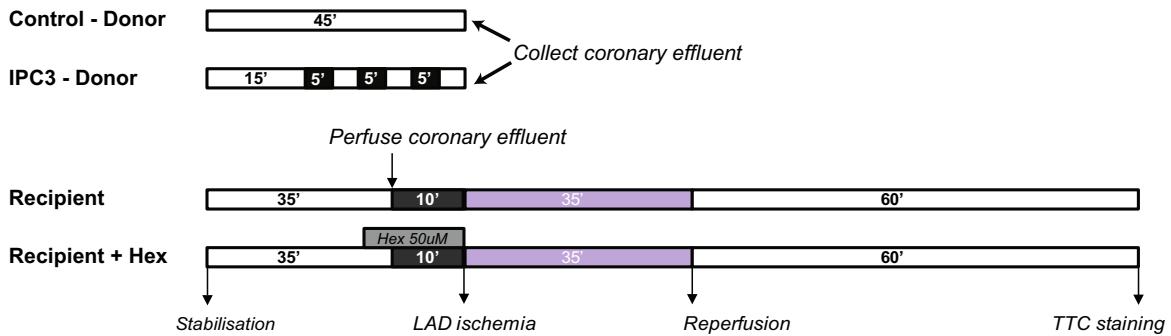 Control - Donor
45’
Collect coronary effluent
IPC3 - Donor
15’ 5’ 5’ 5’
Perfuse coronary effluent
Recipient
35’ 10’ 35’ 60’
Hex 50uM
Recipient + Hex
35’ 10’ 35’ 60’
Stabilisation LAD ischemia Reperfusion TTC staining